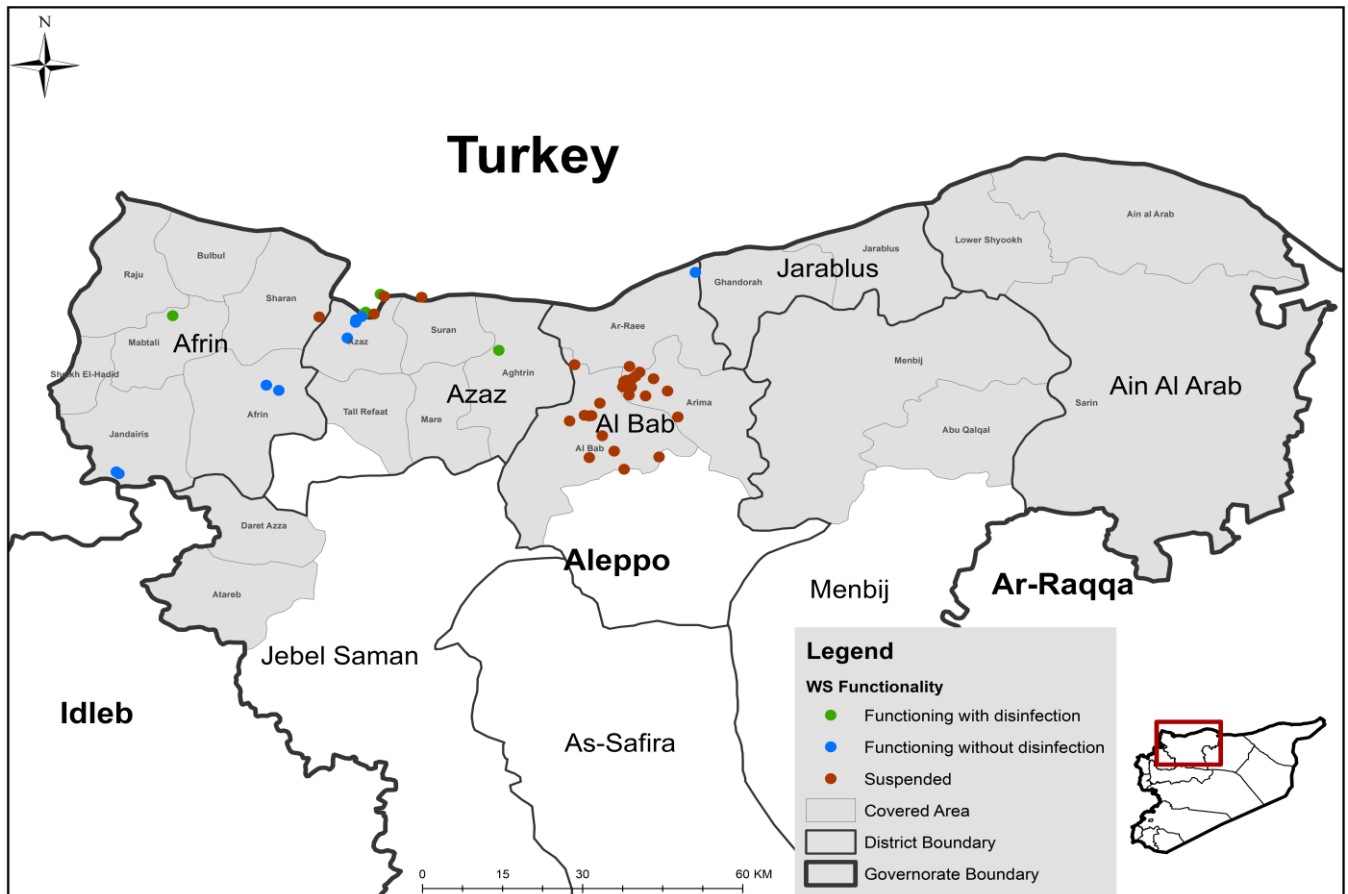 N
Turkey
Ain al Arab
Lower Shyookh
Jarablus
Bulbul
Raju
Ghandorah
Jarablus
Sharan
Ar-Raee
Suran
Azaz
Mabtali
Afrin
Menbij
Sheikh El-Hadid
Aghtrin
Ain Al Arab
Azaz
Arima
Sarin
Afrin
Tall Refaat
Mare
Al Bab
Abu Qalqal
Jandairis
Al Bab
Daret Azza
Aleppo
Menbij
Ar-Raqqa
Atareb
Jebel Saman
Idleb
As-Safira
Legend
WS Functionality
Functioning with disinfection
Functioning without disinfection
Suspended
Covered Area
District Boundary
Governorate Boundary
0 15 30 60 KM